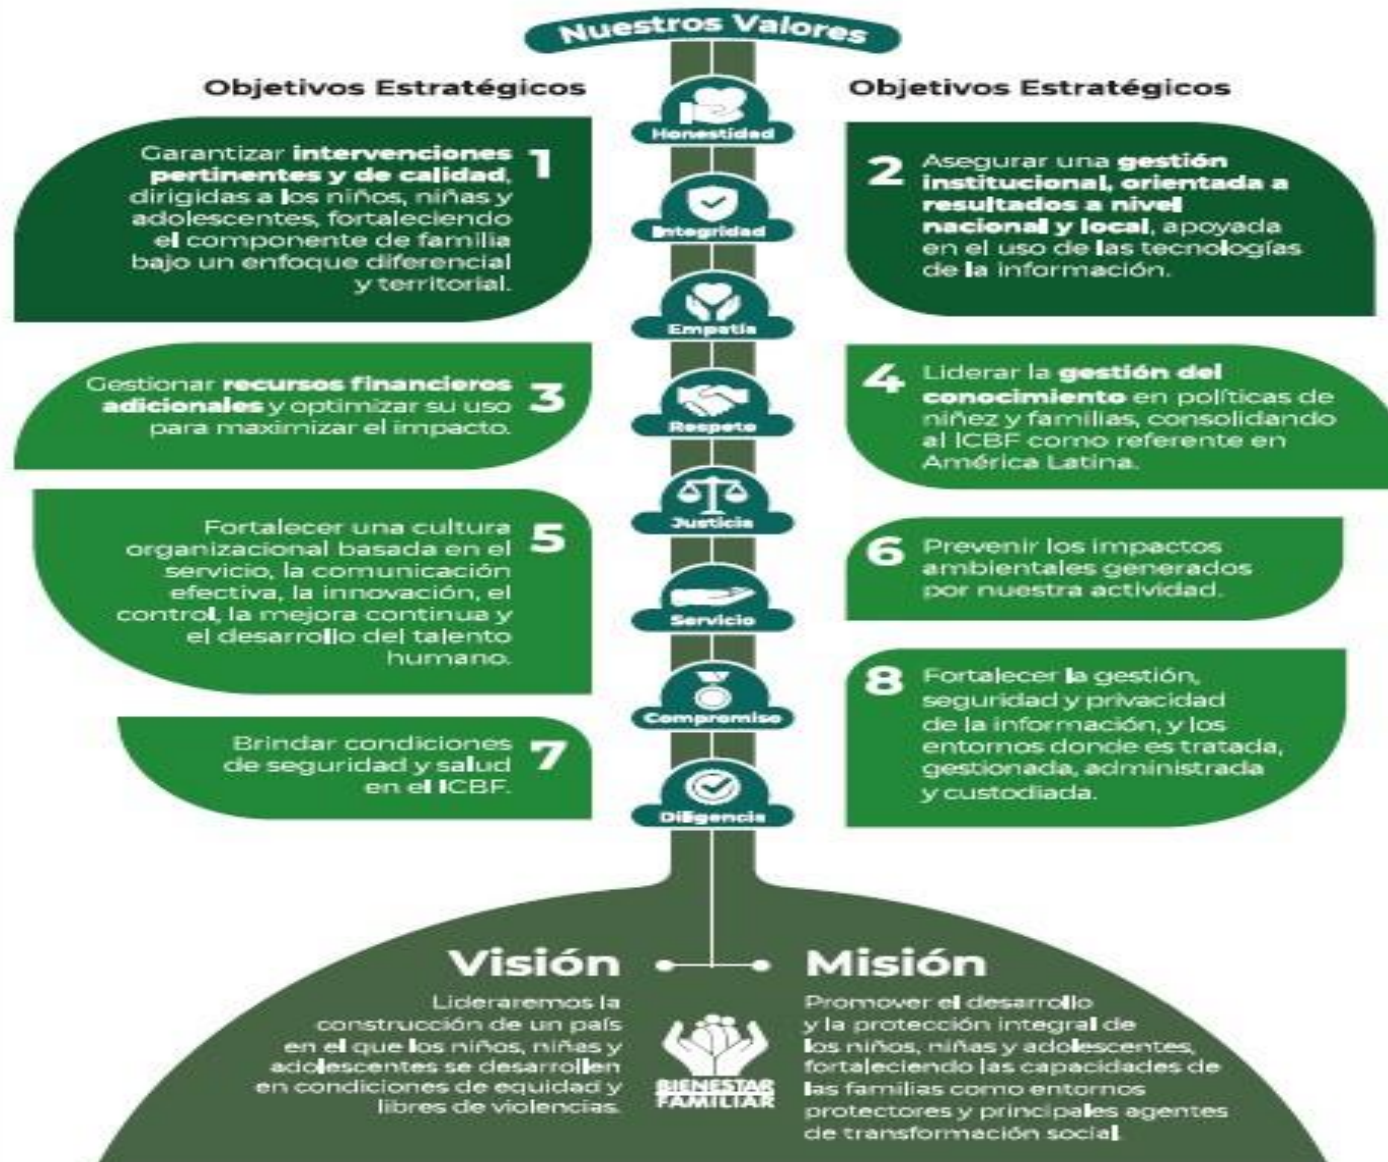 Nuestros Valores
Objetivos Estratégicos
Objetivos Estratégicos
Honestidad
Integridad
Empatía
Respeto
Justicia
Servicio
Compromiso
Diligencia
1
Garantizar intervenciones
pertinentes y de calidad,
dirigidas a los niños, niñas y
adolescentes, fortaleciendo
el componente de familia
bajo un enfoque diferencial
y territorial.
2
Asegurar una gestión
institucional, orientada a
resultados a nivel
nacional y local, apoyada
en el uso de las tecnologías
de la información.
3
Gestionar recursos financieros
adicionales y optimizar su uso
para maximizar el impacto.
4
Liderar la gestión del
conocimiento en políticas de
niñez y familias, consolidando
al ICBF como referente en
América Latina.
5
Fortalecer una cultura
organizacional basada en el
servicio, la comunicación
efectiva, la innovación, el
control, la mejora continua y
el desarrollo del talento
humano.
6
Prevenir los impactos
ambientales generados
por nuestra actividad.
7
Brindar condiciones
de seguridad y salud
en el ICBF.
8
Fortalecer la gestión,
seguridad y privacidad
de la información, y los
entornos donde es tratada,
gestionada, administrada
y custodiada.
Visión
Lideraremos la
construcción de un país
en el que los niños, niñas y
adolescentes se desarrollen
en condiciones de equidad y
libres de violencias.
BIENESTAR
FAMILIAR
Misión
Promover el desarrollo
y la protección integral de
los niños, niñas y adolescentes,
fortaleciendo las capacidades de
las familias como entornos
protectores y principales agentes
de transformación social.